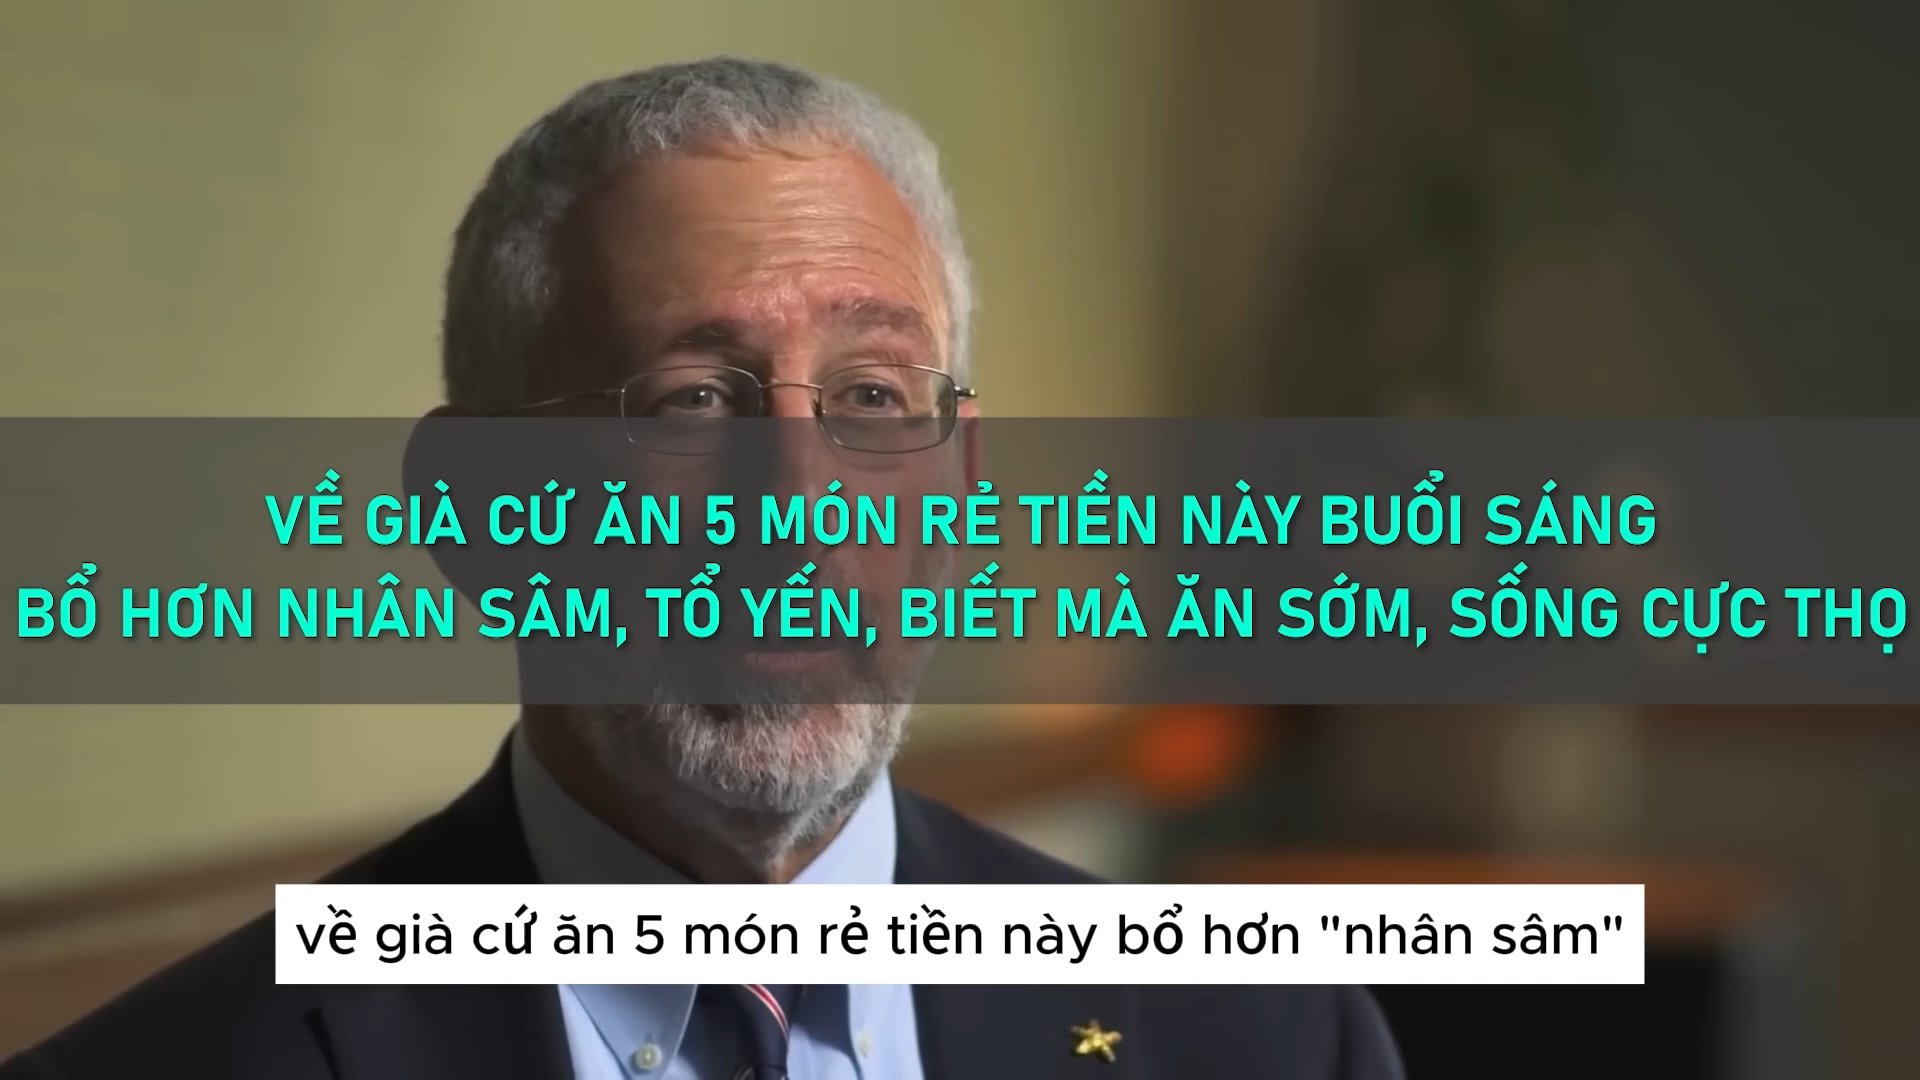 VỀ GIÀ CỨ ĂN 5 MÓN RẺ TIỀN NÀY BUỔI SÁNG
BỔ HƠN NHÂN SÂM, TỔ YẾN, BIẾT MÀ ĂN SỚM, SỐNG CỰC THỌ
về già cứ ăn 5 món rẻ tiền này bổ hơn "nhân sâm"